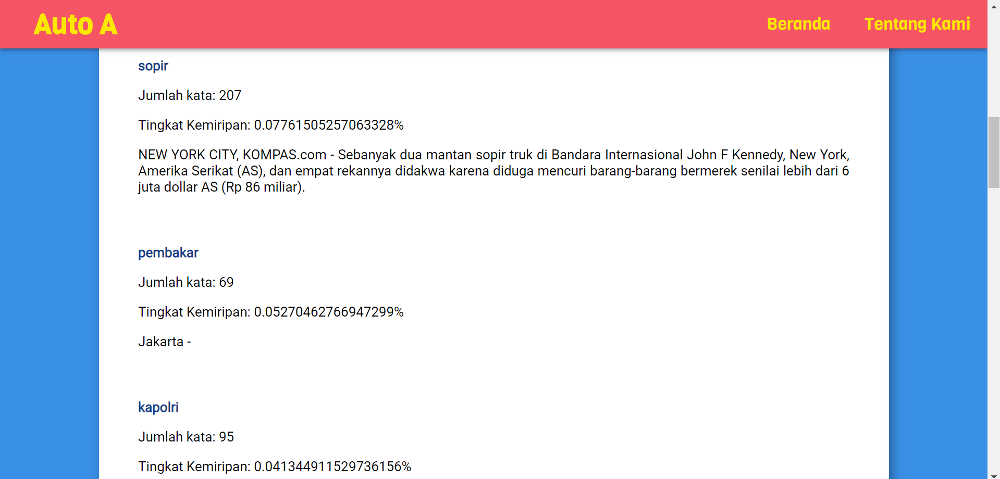 Auto A
Beranda
Tentang Kami
sopir
Jumlah kata: 207
Tingkat Kemiripan: 0.07761505257063328%
NEW YORK CITY, KOMPAS.com - Sebanyak dua mantan sopir truk di Bandara Internasional John F Kennedy, New York,
Amerika Serikat (AS), dan empat rekannya didakwa karena diduga mencuri barang-barang bermerek senilai lebih dari 6
juta dollar AS (Rp 86 miliar).
pembakar
Jumlah kata: 69
Tingkat Kemiripan: 0.05270462766947299%
Jakarta -
kapolri
Jumlah kata: 95
Tingkat Kemiripan: 0.041344911529736156%